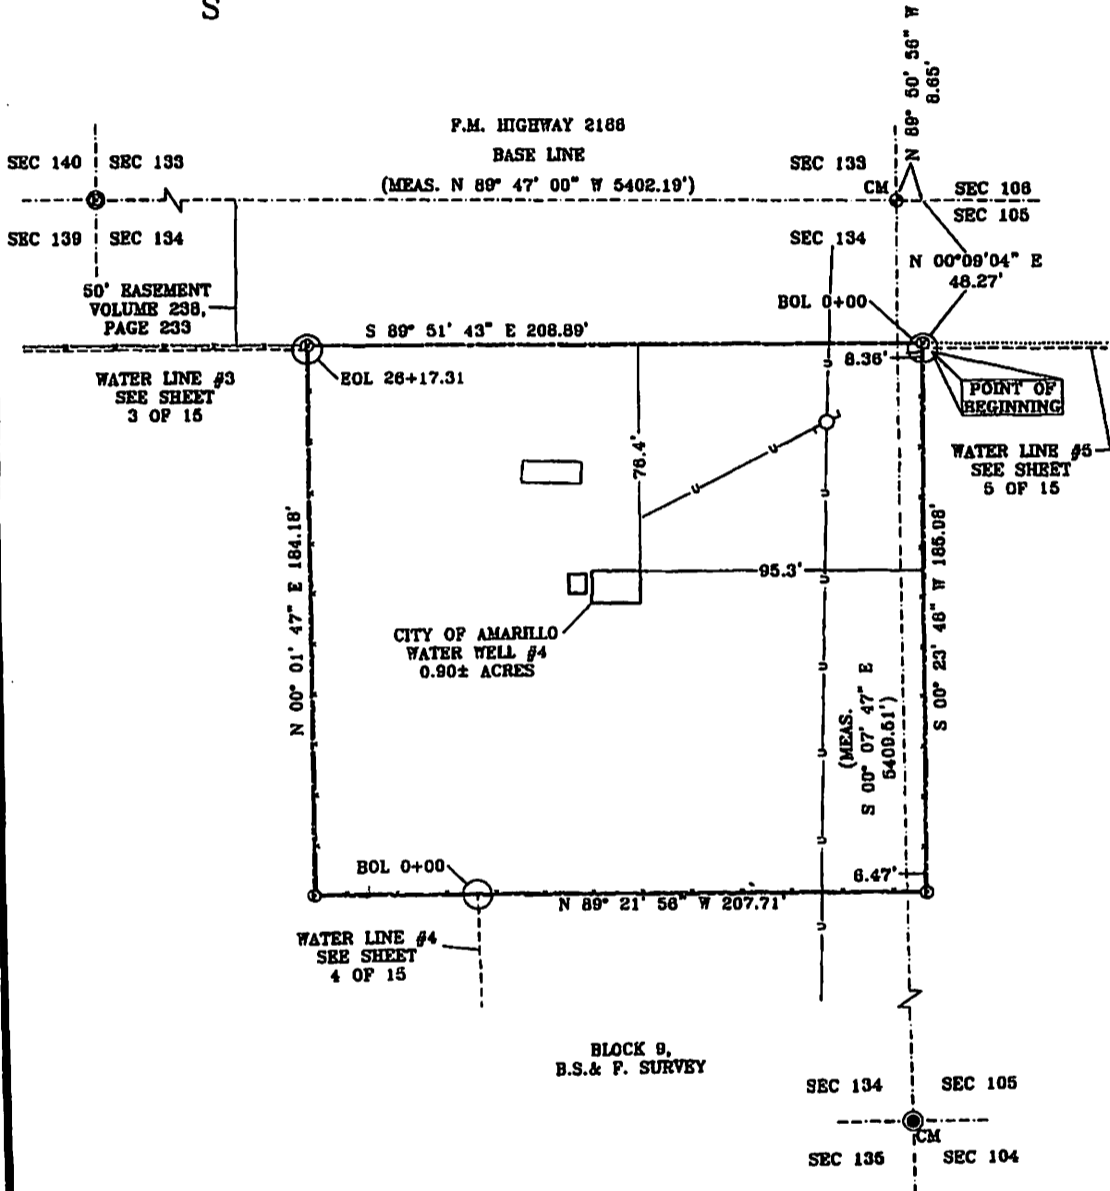 S
N 89° 50' 56" W
8.65'
F.M. HIGHWAY 2186
BASE LINE
(MEAS. N 89° 47' 00" W 5402.19')
SEC 140
SEC 133
SEC 133
CM
SEC 106
SEC 139
SEC 134
SEC 134
SEC 105
N 00°09'04" E
48.27'
50' EASEMENT
VOLUME 238,
PAGE 233
BOL 0+00
S 89° 51' 43" E 208.89'
8.36'
EOL 26+17.31
WATER LINE #3
SEE SHEET
3 OF 15
POINT OF
BEGINNING
WATER LINE #5
SEE SHEET
5 OF 15
76.4'
U
U
U
U
95.3'
U
N 00° 01' 47" E 184.18'
S 00° 23' 46" W 185.08'
CITY OF AMARILLO
WATER WELL #4
0.90± ACRES
U
(MEAS.
S 00° 07' 47" E
5409.51')
U
U
BOL 0+00
6.47'
N 89° 21' 56" W 207.71'
U
WATER LINE #4
SEE SHEET
4 OF 15
BLOCK 9,
B.S.& F. SURVEY
SEC 134
SEC 105
CM
SEC 135
SEC 104